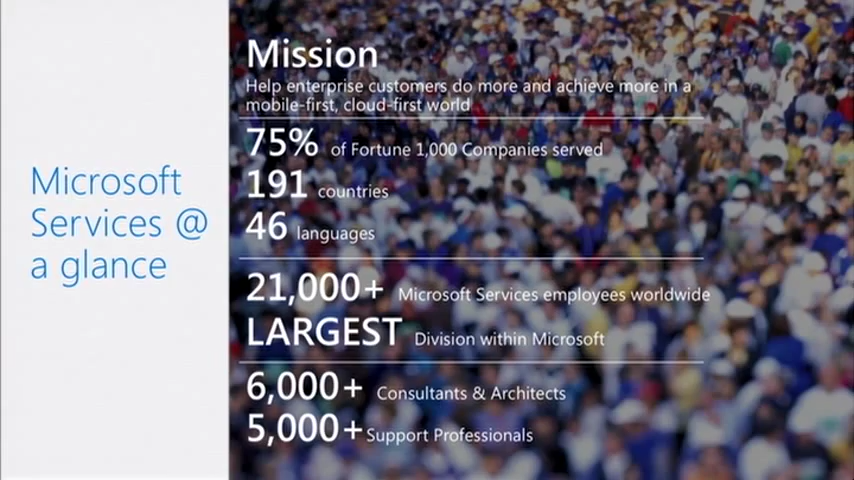 Microsoft
Services @
a glance
Mission
Help enterprise customers do more and achieve more in a
mobile-first, cloud-first world
75% of Fortune 1,000 Companies served
191 countries
46 languages
21,000+ Microsoft Services employees worldwide
LARGEST Division within Microsoft
6,000+ Consultants & Architects
5,000+ Support Professionals